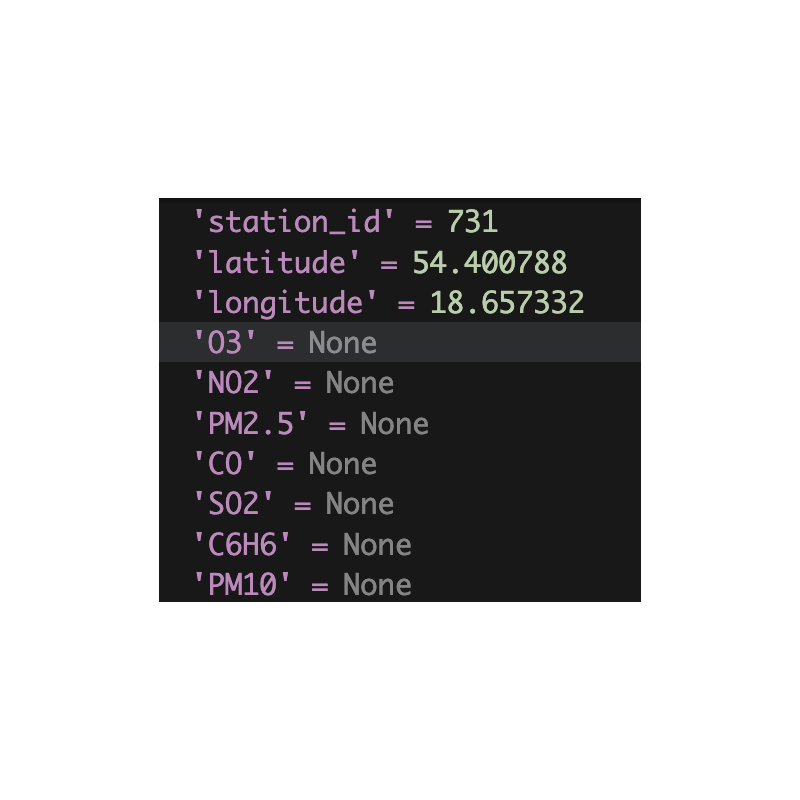 'station_id' = 731
'latitude' = 54.400788
'longitude' = 18.657332
'O3' = None
'NO2' = None
'PM2.5' = None
'CO' = None
'SO2' = None
'C6H6' = None
'PM10' = None